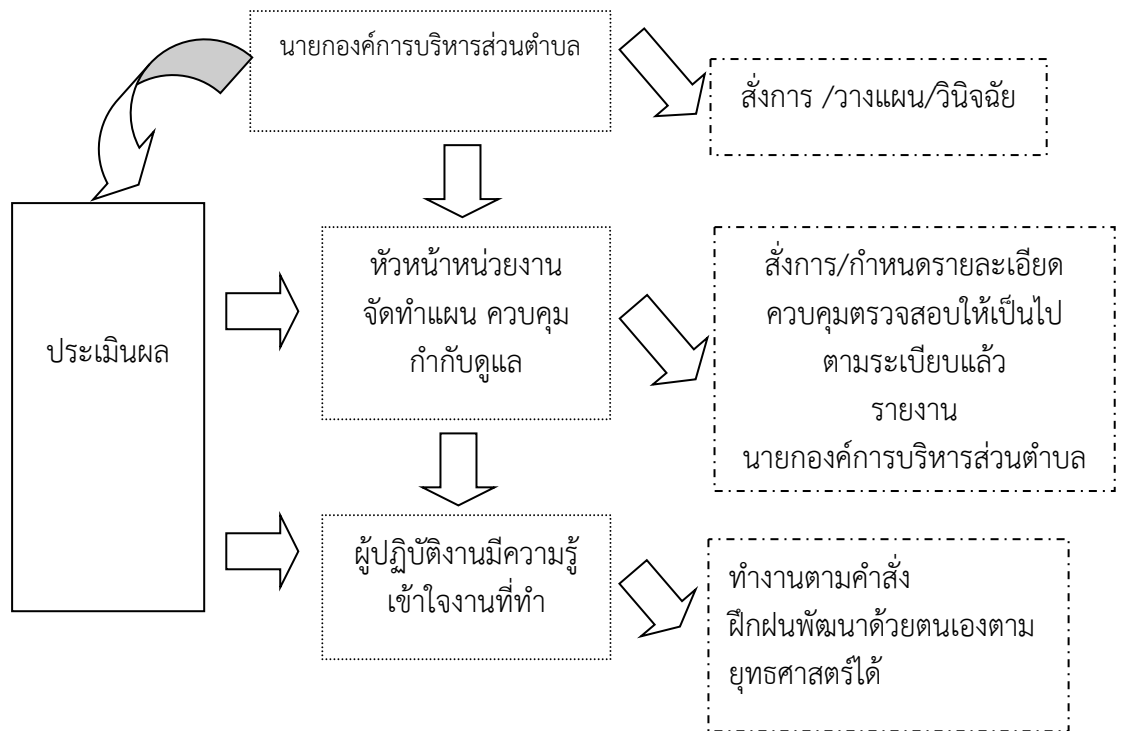 นายกองค์การบริหารส่วนตำบล
สั่งการ /วางแผน/วินิจฉัย
หัวหน้าหน่วยงาน
จัดทำแผน ควบคุม
กำกับดูแล
สั่งการ/กำหนดรายละเอียด
ควบคุมตรวจสอบให้เป็นไป
ตามระเบียบแล้ว
รายงาน
นายกองค์การบริหารส่วนตำบล
ประเมินผล
ผู้ปฏิบัติงานมีความรู้
เข้าใจงานที่ทำ
ทำงานตามคำสั่ง
ฝึกฝนพัฒนาด้วยตนเองตาม
ยุทธศาสตร์ได้